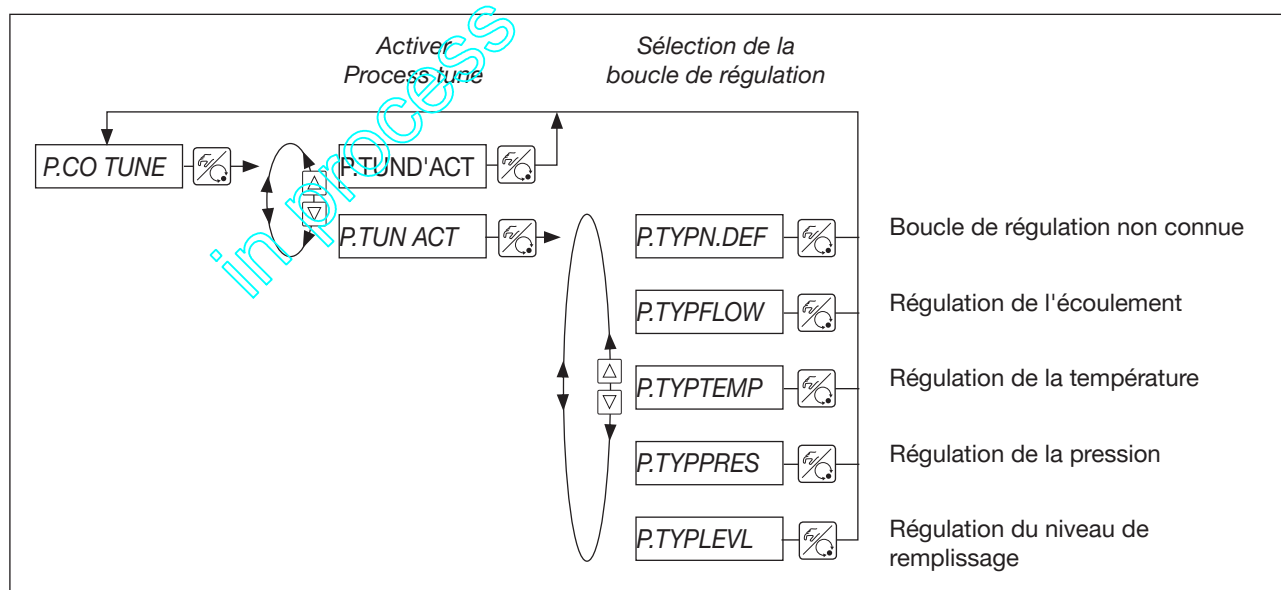 Activer
Process tune
Sélection de la
boucle de régulation
P.CO TUNE
P.TUND'ACT
P.TUN ACT
P.TYPN.DEF
Boucle de régulation non connue
P.TYPFLOW
Régulation de l'écoulement
P.TYPTEMP
Régulation de la température
P.TYPPRES
Régulation de la pression
P.TYPLEVL
Régulation du niveau de
remplissage
in process